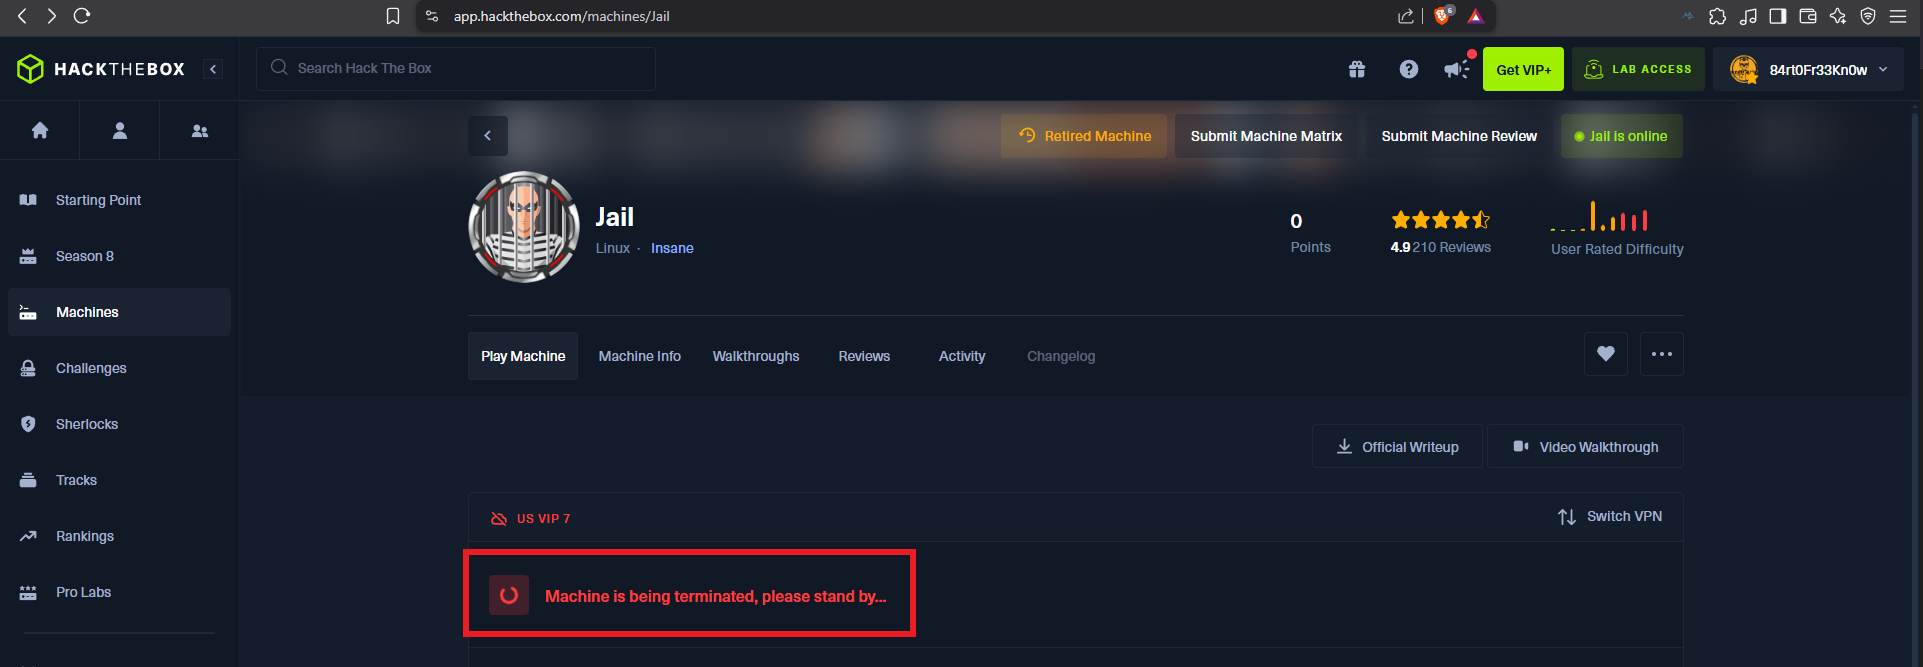 app.hackthebox.com/machines/Jail
6
HACKTHEBOX
Search Hack The Box
Get VIP+
LAB ACCESS
84rt0Fr33Kn0w
Retired Machine
Submit Machine Matrix
Submit Machine Review
Jail is online
Starting Point
Season 8
Machines
Challenges
Sherlocks
Tracks
Rankings
Pro Labs
Jail
Linux · Insane
0
Points
4.9 210 Reviews
User Rated Difficulty
Play Machine
Machine Info
Walkthroughs
Reviews
Activity
Changelog
Official Writeup
Video Walkthrough
US VIP 7
Switch VPN
Machine is being terminated, please stand by...